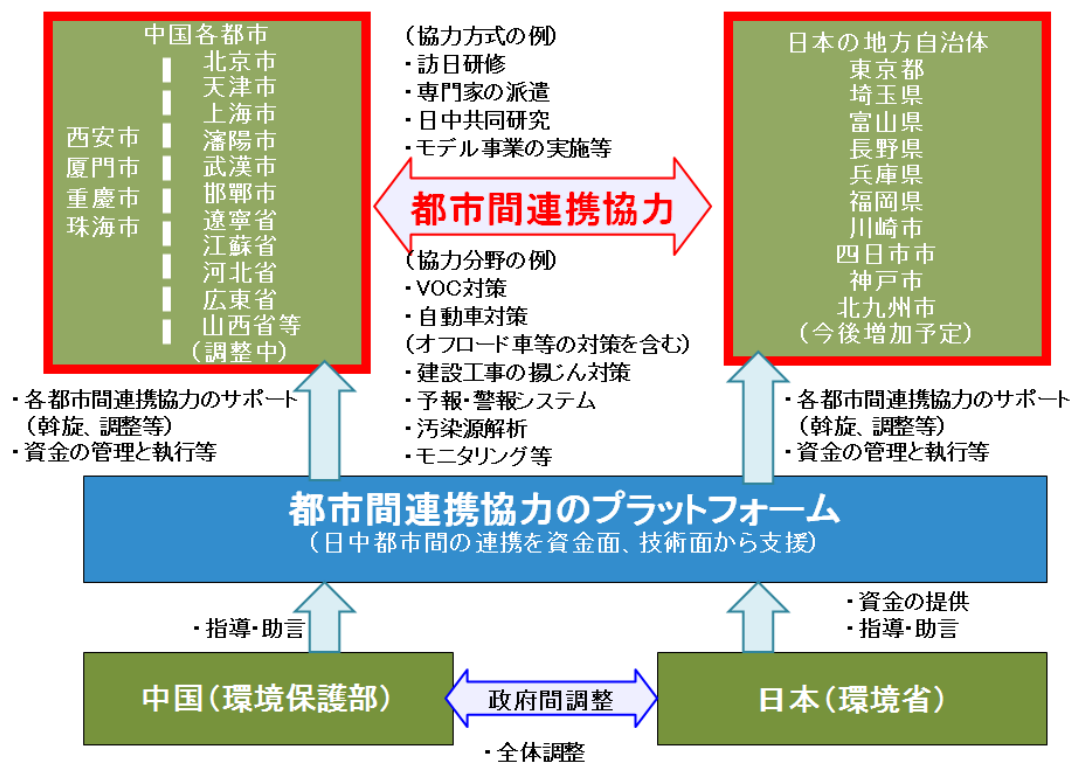 中国各都市
北京市
天津市
上海市
瀋陽市
武漢市
邯鄲市
遼寧省
江蘇省
河北省
広東省
山西省等
(調整中)
西安市
厦門市
重慶市
珠海市
(協力方式の例)
・訪日研修
・専門家の派遣
・日中共同研究
・モデル事業の実施等
都市間連携協力
(協力分野の例)
・VOC対策
・自動車対策
(オフロード車等の対策を含む)
・建設工事の揚じん対策
・予報・警報システム
・汚染源解析
・モニタリング等
日本の地方自治体
東京都
埼玉県
富山県
長野県
兵庫県
福岡県
川崎市
四日市市
神戸市
北九州市
(今後増加予定)
・各都市間連携協力のサポート
(斡旋、調整等)
・資金の管理と執行等
・各都市間連携協力のサポート
(斡旋、調整等)
・資金の管理と執行等
都市間連携協力のプラットフォーム
(日中都市間の連携を資金面、技術面から支援)
・指導・助言
・資金の提供
・指導・助言
中国(環境保護部)
政府間調整
日本(環境省)
・全体調整